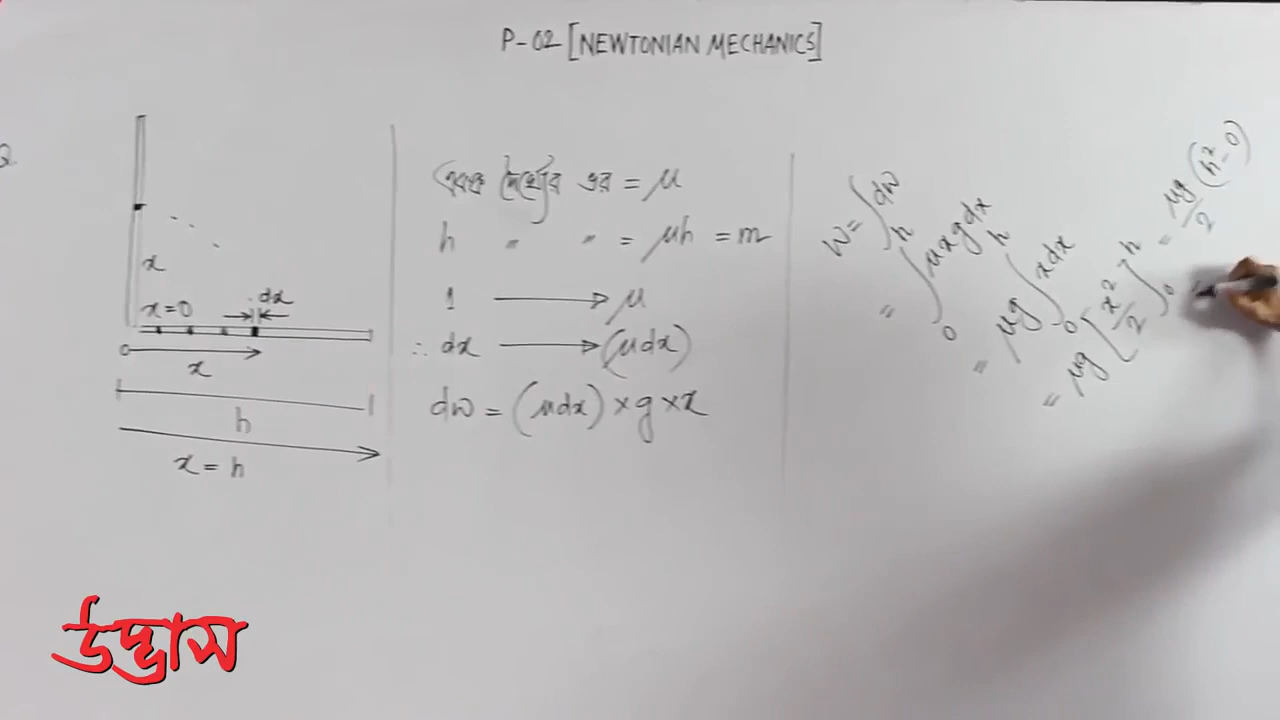 P-02 [NEWTONIAN MECHANICS]
2.
x
x=0
dx
0
x
h
x = h
একক দৈর্ঘ্যের ভর = μ
h " " = μh = m
1 → μ
∴ dx → (μdx)
dw = (μdx) × g × x
W = ∫dw
= ∫₀ʰ μxgdx
= μg ∫₀ʰ xdx
= μg [x²/2]₀ʰ = μg/2 (h²-0)
=
উদ্ভাস